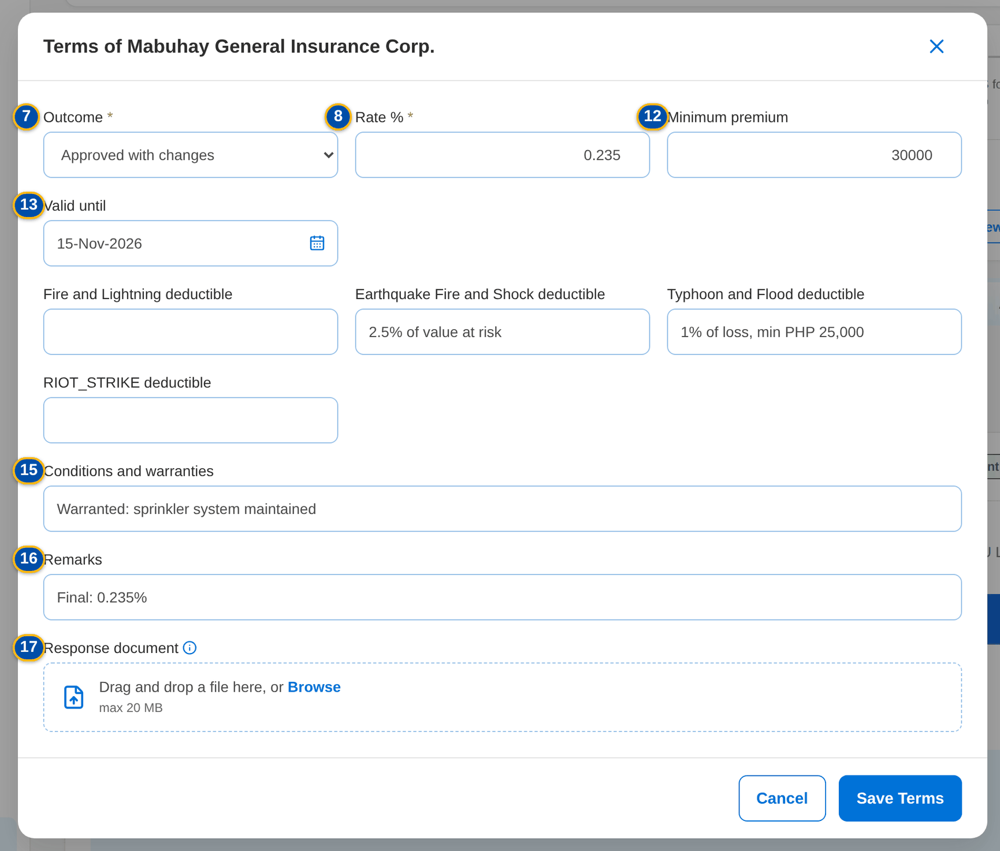 Terms of Mabuhay General Insurance Corp.
7 Outcome * 8 Rate % * 12 Minimum premium
Approved with changes 0.235 30000
13 Valid until
15-Nov-2026
Fire and Lightning deductible Earthquake Fire and Shock deductible Typhoon and Flood deductible
2.5% of value at risk 1% of loss, min PHP 25,000
RIOT_STRIKE deductible
15 Conditions and warranties
Warranted: sprinkler system maintained
16 Remarks
Final: 0.235%
17 Response document
Drag and drop a file here, or Browse
max 20 MB
Cancel Save Terms